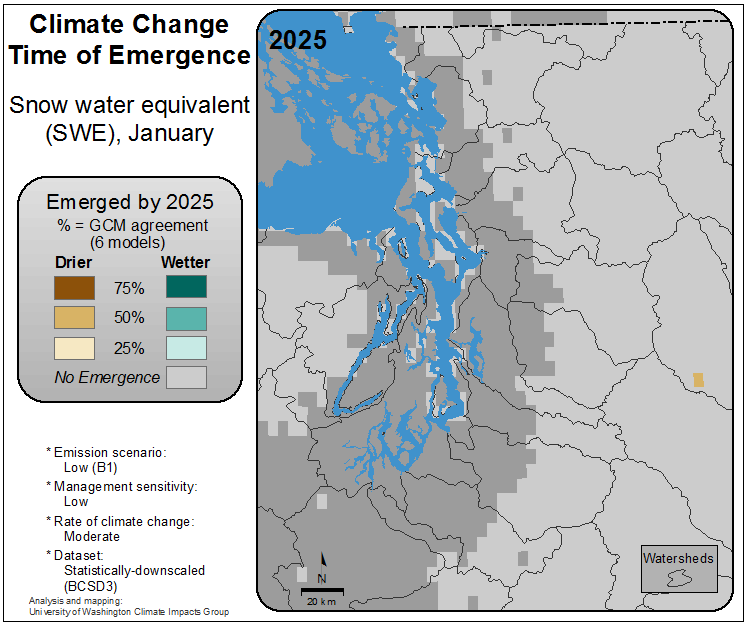 Climate Change
Time of Emergence
Snow water equivalent
(SWE), January
Emerged by 2025
% = GCM agreement
(6 models)
Drier Wetter
75%
50%
25%
No Emergence
* Emission scenario:
Low (B1)
* Management sensitivity:
Low
* Rate of climate change:
Moderate
* Dataset:
Statistically-downscaled
(BCSD3)
Analysis and mapping:
University of Washington Climate Impacts Group
2025
N
20 km
Watersheds